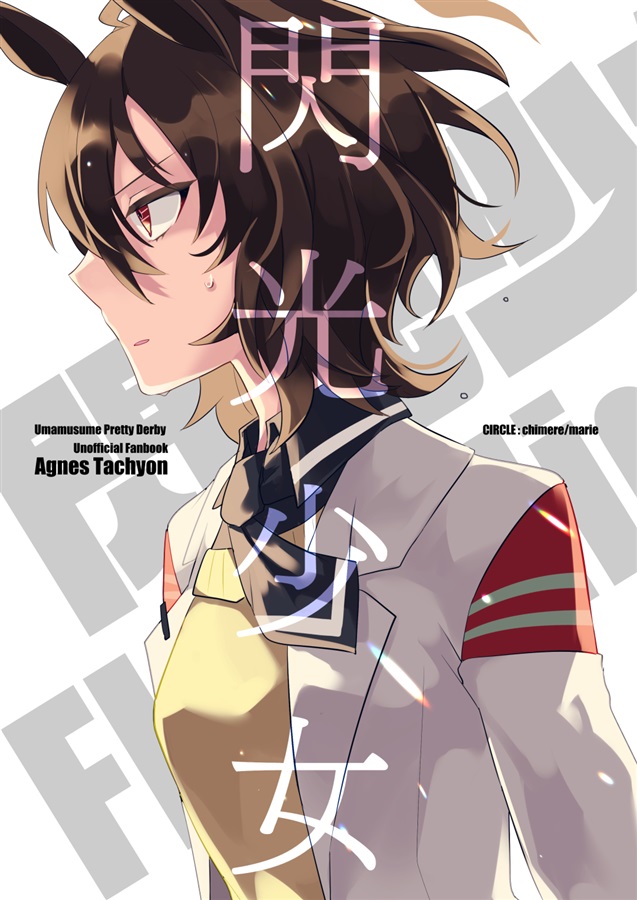 閃光少女
Umamusume Pretty Derby
Unofficial Fanbook
Agnes Tachyon
CIRCLE : chimere/marie